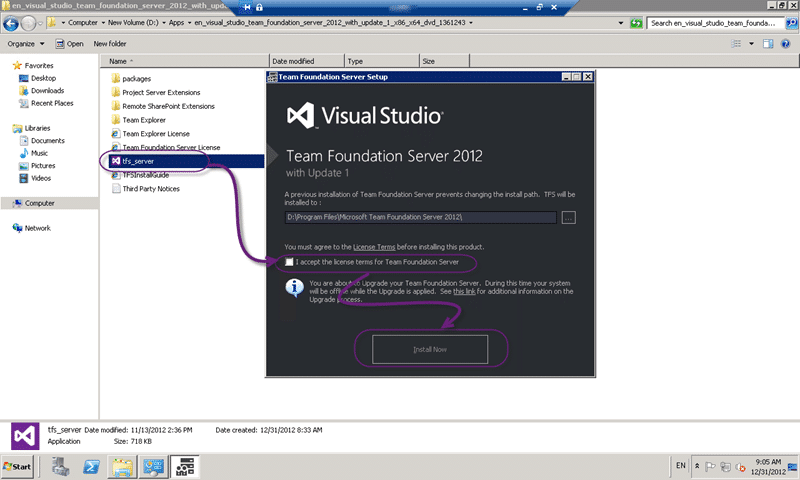 en_visual_studio_team_foundation_server_2012_with_upda
Computer ▸ New Volume (D:) ▸ Apps ▸ en_visual_studio_team_foundation_server_2012_with_update_1_x86_x64_dvd_1361243 ▸
Search en_visual_studio_team_founda...
Organize
Open
New folder
Name
Date modified
Type
Size
Favorites
Desktop
Downloads
Recent Places
Libraries
Documents
Music
Pictures
Videos
Computer
Network
packages
Project Server Extensions
Remote SharePoint Extensions
Team Explorer
Team Explorer License
Team Foundation Server License
tfs_server
TFSInstallGuide
Third Party Notices
Team Foundation Server Setup
Visual Studio
Team Foundation Server 2012
with Update 1
A previous installation of Team Foundation Server prevents changing the install path. TFS will be
installed to :
D:\Program Files\Microsoft Team Foundation Server 2012\
...
You must agree to the License Terms before installing this product.
I accept the license terms for Team Foundation Server
You are about to Upgrade your Team Foundation Server. During this time your system
will be offline while the Upgrade is applied. See this link for additional information on the
Upgrade process.
Install Now
tfs_server Date modified: 11/13/2012 2:36 PM Date created: 12/31/2012 8:33 AM
Application Size: 718 KB
Start
EN
9:05 AM
12/31/2012